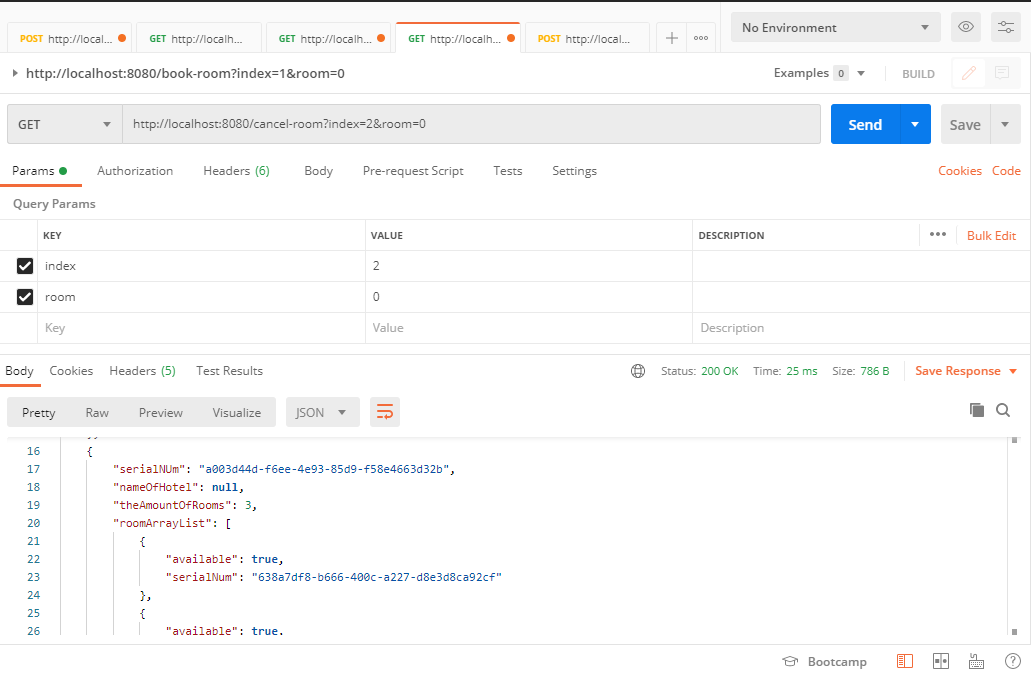 POST http://local... GET http://localh... GET http://localh... GET http://localh... POST http://local... No Environment
http://localhost:8080/book-room?index=1&room=0 Examples 0 BUILD
GET http://localhost:8080/cancel-room?index=2&room=0 Send Save
Params Authorization Headers (6) Body Pre-request Script Tests Settings Cookies Code
Query Params
KEY VALUE DESCRIPTION Bulk Edit
index 2
room 0
Key Value Description
Body Cookies Headers (5) Test Results Status: 200 OK Time: 25 ms Size: 786 B Save Response
Pretty Raw Preview Visualize JSON
16 {
17 "serialNUm": "a003d44d-f6ee-4e93-85d9-f58e4663d32b",
18 "nameOfHotel": null,
19 "theAmountOfRooms": 3,
20 "roomArrayList": [
21 {
22 "available": true,
23 "serialNum": "638a7df8-b666-400c-a227-d8e3d8ca92cf"
24 },
25 {
26 "available": true,
Bootcamp